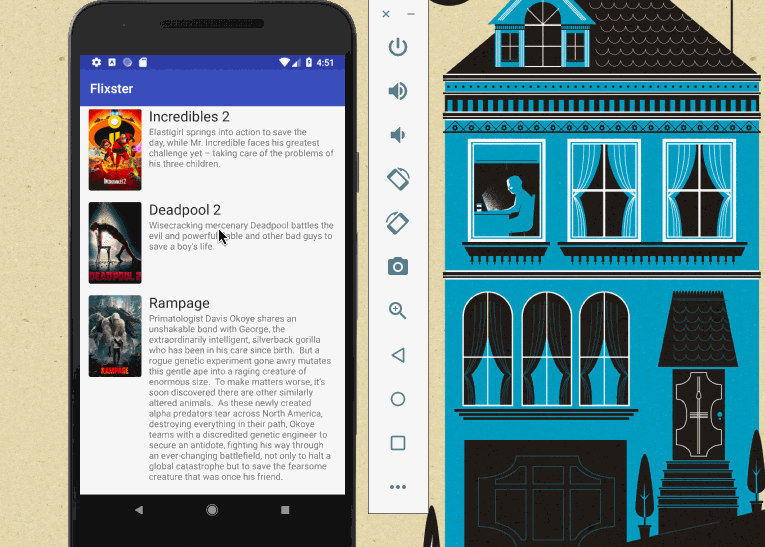 4:51
Flixster
Incredibles 2
Elastigirl springs into action to save the
day, while Mr. Incredible faces his greatest
challenge yet – taking care of the problems of
his three children.
INCREDIBLES 2
Deadpool 2
Wisecracking mercenary Deadpool battles the
evil and powerful Cable and other bad guys to
save a boy's life.
DEADPOOL 2
Rampage
Primatologist Davis Okoye shares an
unshakable bond with George, the
extraordinarily intelligent, silverback gorilla
who has been in his care since birth.  But a
rogue genetic experiment gone awry mutates
this gentle ape into a raging creature of
enormous size.  To make matters worse, it's
soon discovered there are other similarly
altered animals.  As these newly created
alpha predators tear across North America,
destroying everything in their path, Okoye
teams with a discredited genetic engineer to
secure an antidote, fighting his way through
an ever-changing battlefield, not only to halt a
global catastrophe but to save the fearsome
creature that was once his friend.
RAMPAGE